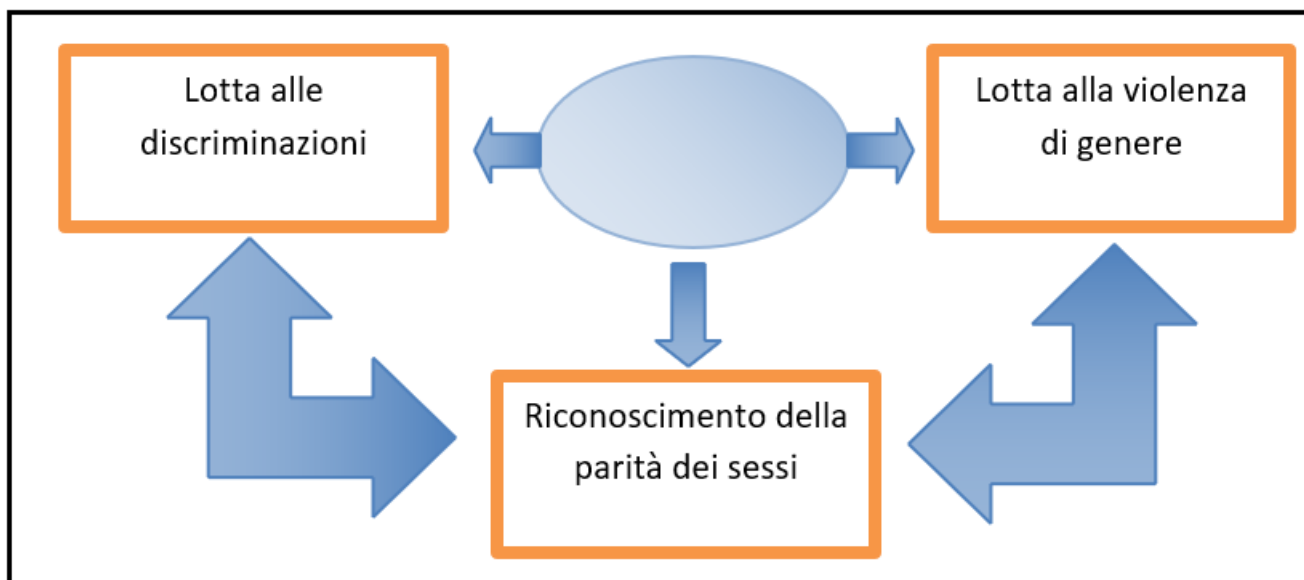 Lotta alle
discriminazioni
Lotta alla violenza
di genere
Riconoscimento della
parità dei sessi